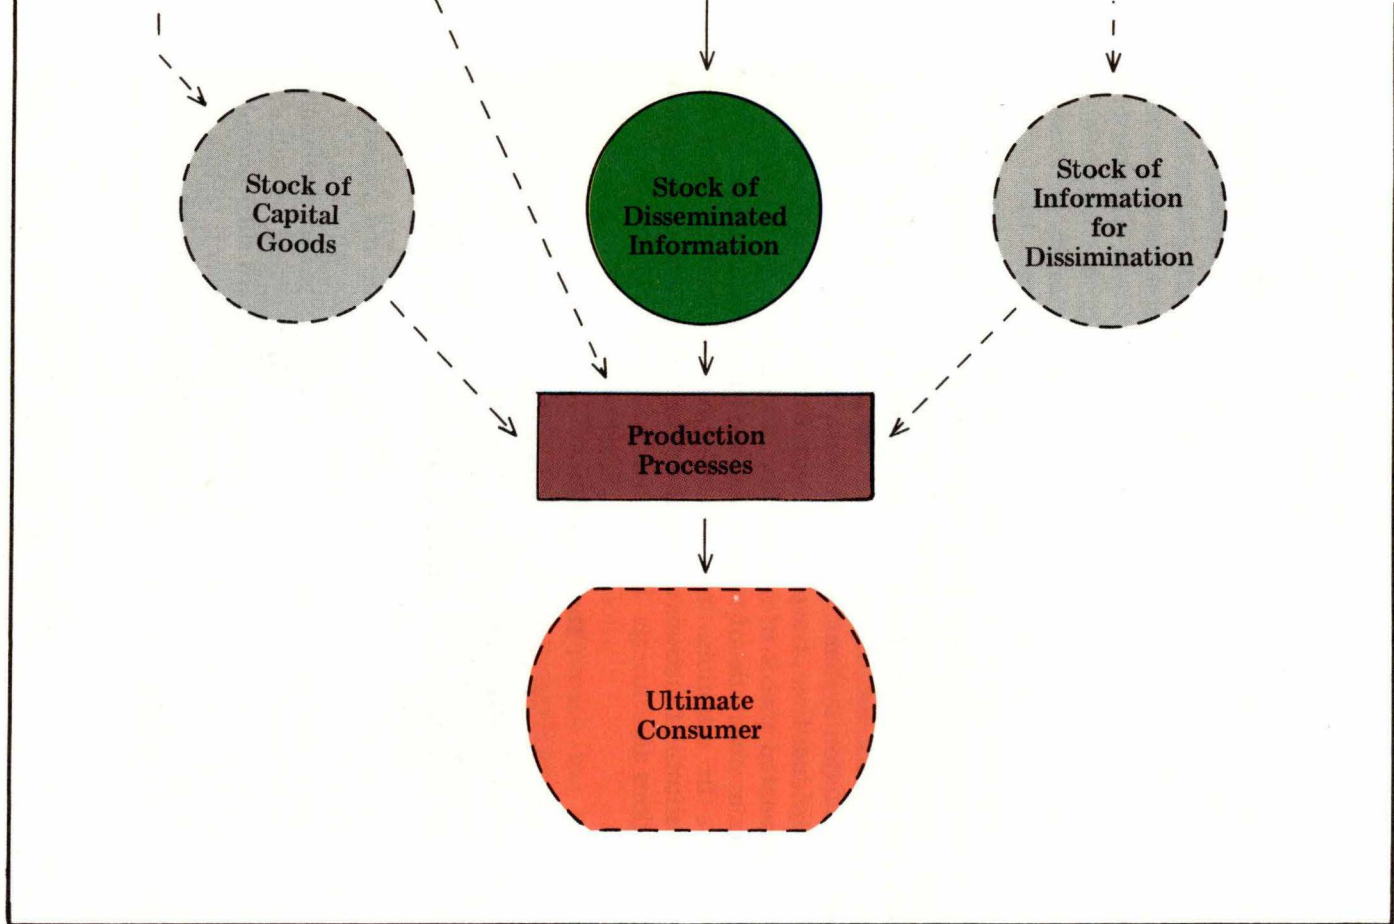 Stock of
Capital
Goods
Stock of
Disseminated
Information
Stock of
Information
for
Dissimination
Production
Processes
Ultimate
Consumer